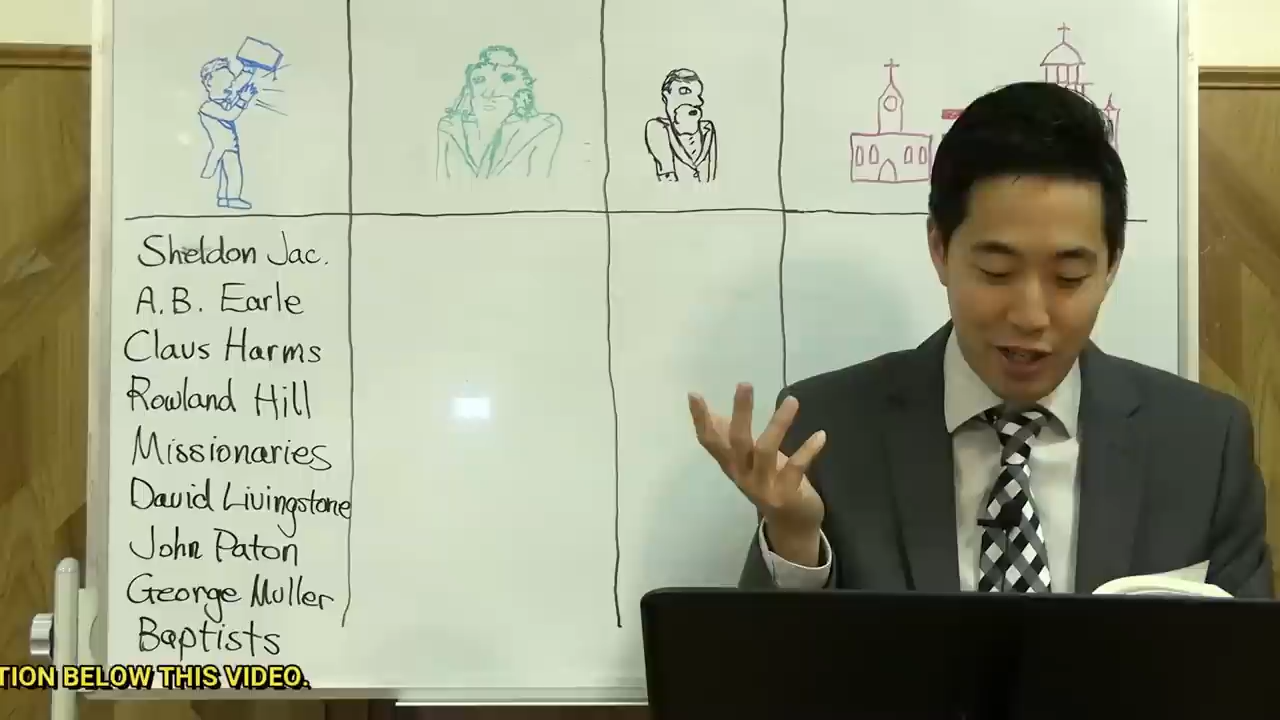 Sheldon Jac.
A.B. Earle
Claus Harms
Rowland Hill
Missionaries
David Livingstone
John Paton
George Muller
Baptists
TION BELOW THIS VIDEO.